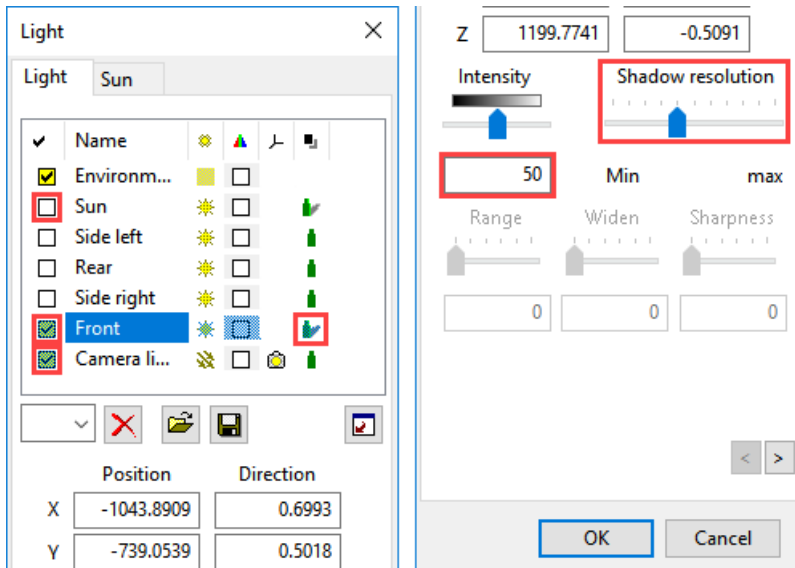 Light
Light Sun
Name
Environm...
Sun
Side left
Rear
Side right
Front
Camera li...
Position Direction
X -1043.8909 0.6993
Y -739.0539 0.5018
Z 1199.7741 -0.5091
Intensity Shadow resolution
50 Min max
Range Widen Sharpness
0 0 0
< >
OK Cancel